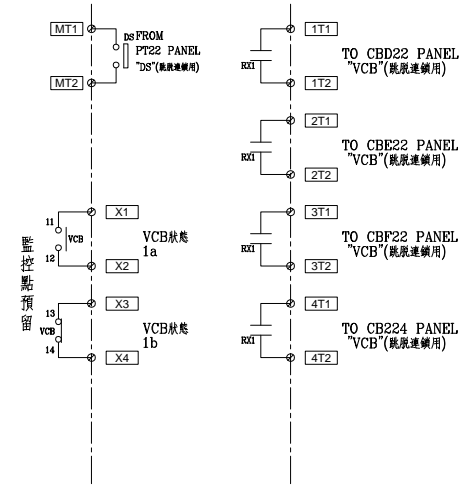 MT1
DS FROM
PT22 PANEL
"DS"(跳脫連鎖用)
MT2
11
VCB
12
X1
VCB狀態
1a
X2
監控點預留
13
VCB
14
X3
VCB狀態
1b
X4
1T1
RX1
TO CBD22 PANEL
"VCB"(跳脫連鎖用)
1T2
2T1
RX1
TO CBE22 PANEL
"VCB"(跳脫連鎖用)
2T2
3T1
RX1
TO CBF22 PANEL
"VCB"(跳脫連鎖用)
3T2
4T1
RX1
TO CB224 PANEL
"VCB"(跳脫連鎖用)
4T2